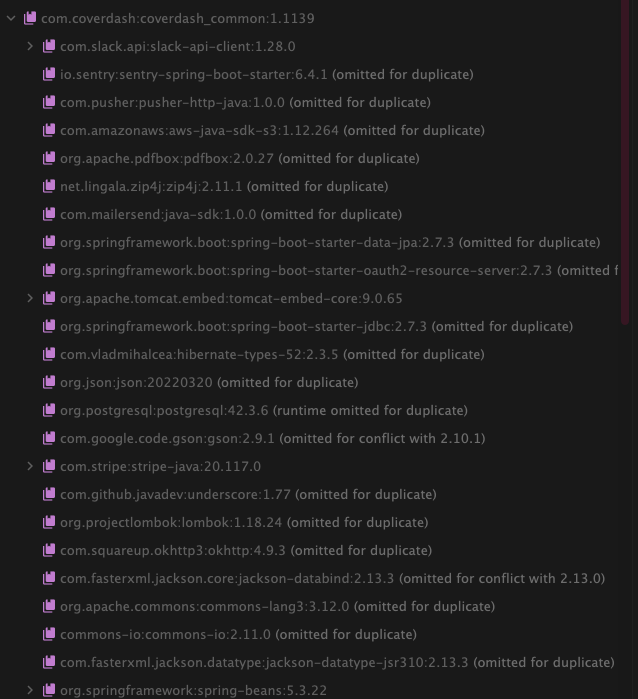 com.coverdash:coverdash_common:1.1139
com.slack.api:slack-api-client:1.28.0
io.sentry:sentry-spring-boot-starter:6.4.1 (omitted for duplicate)
com.pusher:pusher-http-java:1.0.0 (omitted for duplicate)
com.amazonaws:aws-java-sdk-s3:1.12.264 (omitted for duplicate)
org.apache.pdfbox:pdfbox:2.0.27 (omitted for duplicate)
net.lingala.zip4j:zip4j:2.11.1 (omitted for duplicate)
com.mailersend:java-sdk:1.0.0 (omitted for duplicate)
org.springframework.boot:spring-boot-starter-data-jpa:2.7.3 (omitted for duplicate)
org.springframework.boot:spring-boot-starter-oauth2-resource-server:2.7.3 (omitted f
org.apache.tomcat.embed:tomcat-embed-core:9.0.65
org.springframework.boot:spring-boot-starter-jdbc:2.7.3 (omitted for duplicate)
com.vladmihalcea:hibernate-types-52:2.3.5 (omitted for duplicate)
org.json:json:20220320 (omitted for duplicate)
org.postgresql:postgresql:42.3.6 (runtime omitted for duplicate)
com.google.code.gson:gson:2.9.1 (omitted for conflict with 2.10.1)
com.stripe:stripe-java:20.117.0
com.github.javadev:underscore:1.77 (omitted for duplicate)
org.projectlombok:lombok:1.18.24 (omitted for duplicate)
com.squareup.okhttp3:okhttp:4.9.3 (omitted for duplicate)
com.fasterxml.jackson.core:jackson-databind:2.13.3 (omitted for conflict with 2.13.0)
org.apache.commons:commons-lang3:3.12.0 (omitted for duplicate)
commons-io:commons-io:2.11.0 (omitted for duplicate)
com.fasterxml.jackson.datatype:jackson-datatype-jsr310:2.13.3 (omitted for duplicate)
org.springframework:spring-beans:5.3.22